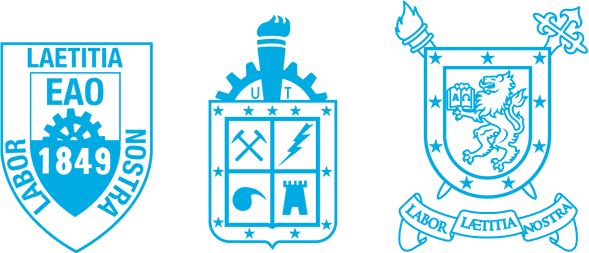 LAETITIA
EAO
1849
LABOR
NOSTRA
U T
LABOR LÆTITIA NOSTRA